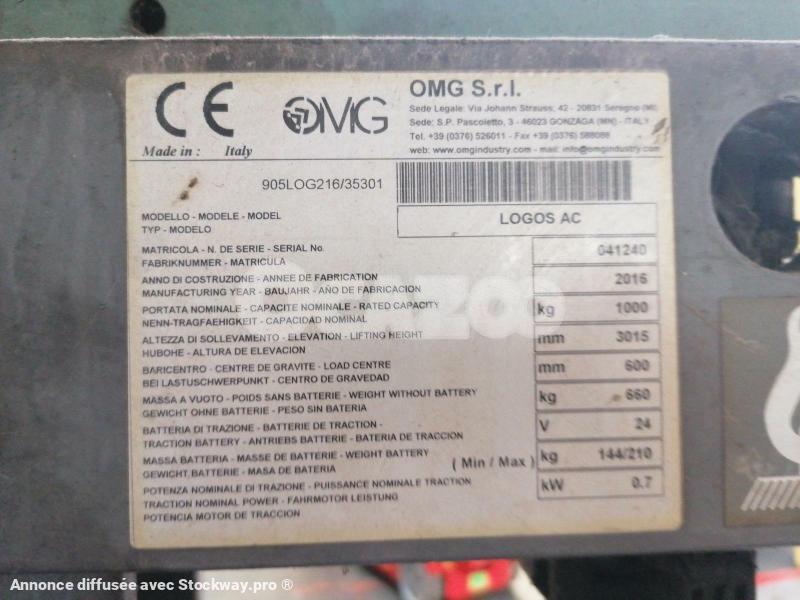 CE
OMG
Made in : Italy
OMG S.r.l.
Sede Legale: Via Johann Strauss, 42 - 20831 Seregno (MI)
Sede: S.P. Pascoletto, 3 - 46023 GONZAGA (MN) - ITALY
Tel. +39 (0376) 526011 - Fax +39 (0376) 588088
web: www.omgindustry.com - mail: info@omgindustry.com
905LOG216/35301
MODELLO - MODELE - MODEL
TYP - MODELO
LOGOS AC
MATRICOLA - N. DE SERIE - SERIAL No.
FABRIKNUMMER - MATRICULA
041240
ANNO DI COSTRUZIONE - ANNEE DE FABRICATION
MANUFACTURING YEAR - BAUJAHR - AÑO DE FABRICACION
2016
PORTATA NOMINALE - CAPACITE NOMINALE - RATED CAPACITY
NENN-TRAGFAEHIGKEIT - CAPACIDAD NOMINAL
kg 1000
ALTEZZA DI SOLLEVAMENTO - ELEVATION - LIFTING HEIGHT
HUBOHE - ALTURA DE ELEVACION
mm 3015
BARICENTRO - CENTRE DE GRAVITE - LOAD CENTRE
BEI LASTUSCHWERPUNKT - CENTRO DE GRAVEDAD
mm 600
MASSA A VUOTO - POIDS SANS BATTERIE - WEIGHT WITHOUT BATTERY
GEWICHT OHNE BATTERIE - PESO SIN BATERIA
kg 660
BATTERIA DI TRAZIONE - BATTERIE DE TRACTION -
TRACTION BATTERY - ANTRIEBS BATTERIE - BATERIA DE TRACCION
V 24
MASSA BATTERIA - MASSE DE BATTERIE - WEIGHT BATTERY
GEWICHT BATTERIE - MASA DE BATERIA
( Min / Max ) kg 144/210
POTENZA NOMINALE DI TRAZIONE - PUISSANCE NOMINALE TRACTION
TRACTION NOMINAL POWER - FAHRMOTOR LEISTUNG
POTENCIA MOTOR DE TRACCION
kW 0.7
Annonce diffusée avec Stockway.pro ®